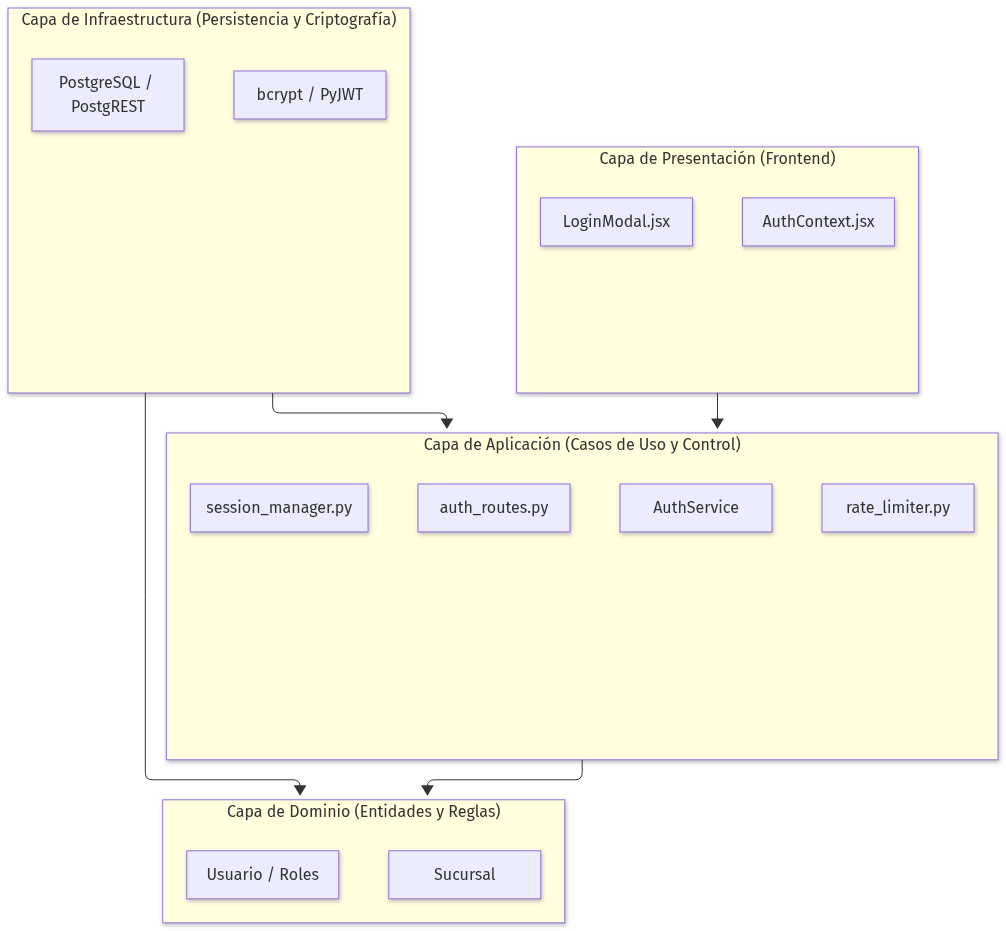 Capa de Infraestructura (Persistencia y Criptografía)
PostgreSQL /
PostgREST
bcrypt / PyJWT
Capa de Presentación (Frontend)
LoginModal.jsx
AuthContext.jsx
Capa de Aplicación (Casos de Uso y Control)
session_manager.py
auth_routes.py
AuthService
rate_limiter.py
Capa de Dominio (Entidades y Reglas)
Usuario / Roles
Sucursal